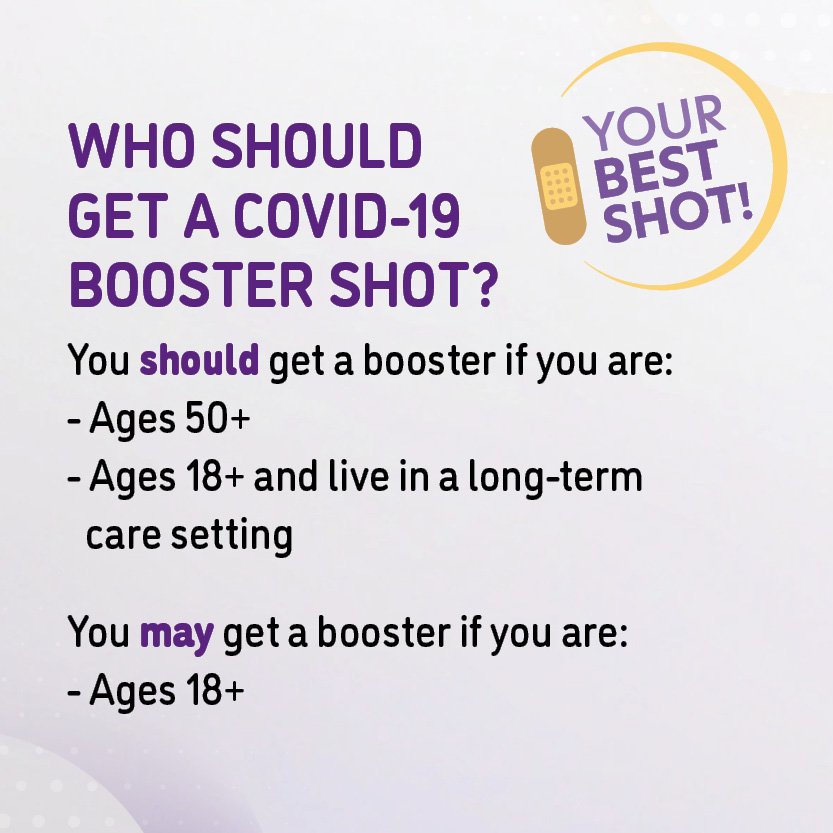 WHO SHOULD
GET A COVID-19
BOOSTER SHOT?
YOUR
BEST
SHOT!
You should get a booster if you are:
- Ages 50+
- Ages 18+ and live in a long-term
care setting
You may get a booster if you are:
- Ages 18+